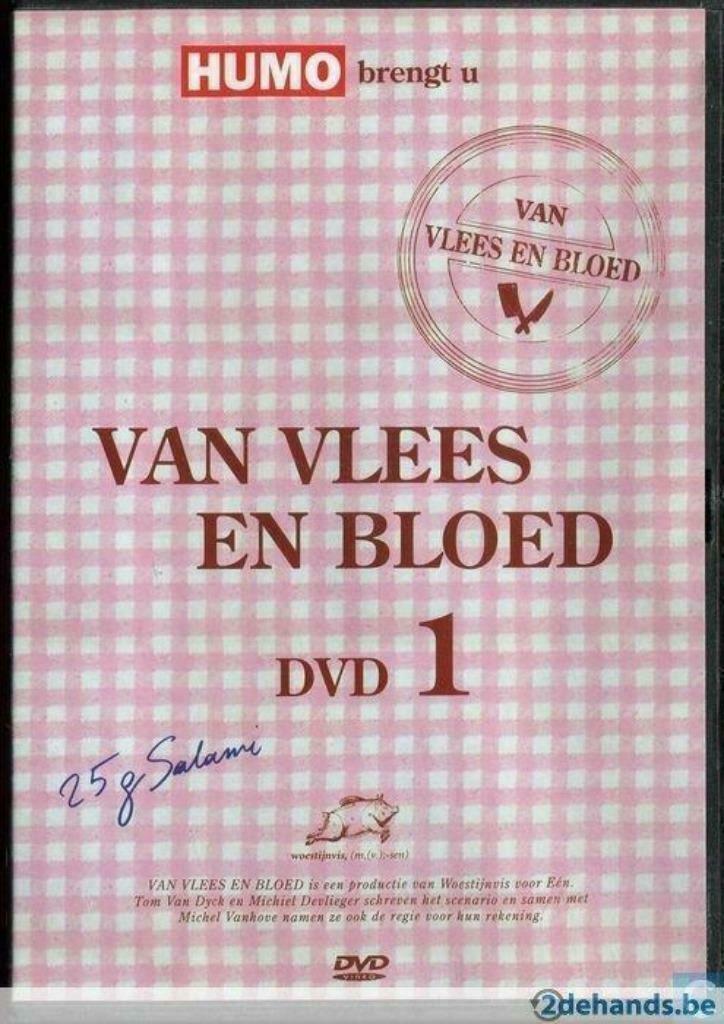 HUMO brengt u
VAN
VLEES EN BLOED
VAN VLEES
EN BLOED
DVD 1
25 g Salami
woestijnvis, (m.(v.);-sen)
VAN VLEES EN BLOED is een productie van Woestijnvis voor Eén.
Tom Van Dyck en Michiel Devlieger schreven het scenario en samen met
Michel Vanhove namen ze ook de regie voor hun rekening.
DVD
VIDEO
2dehands.be